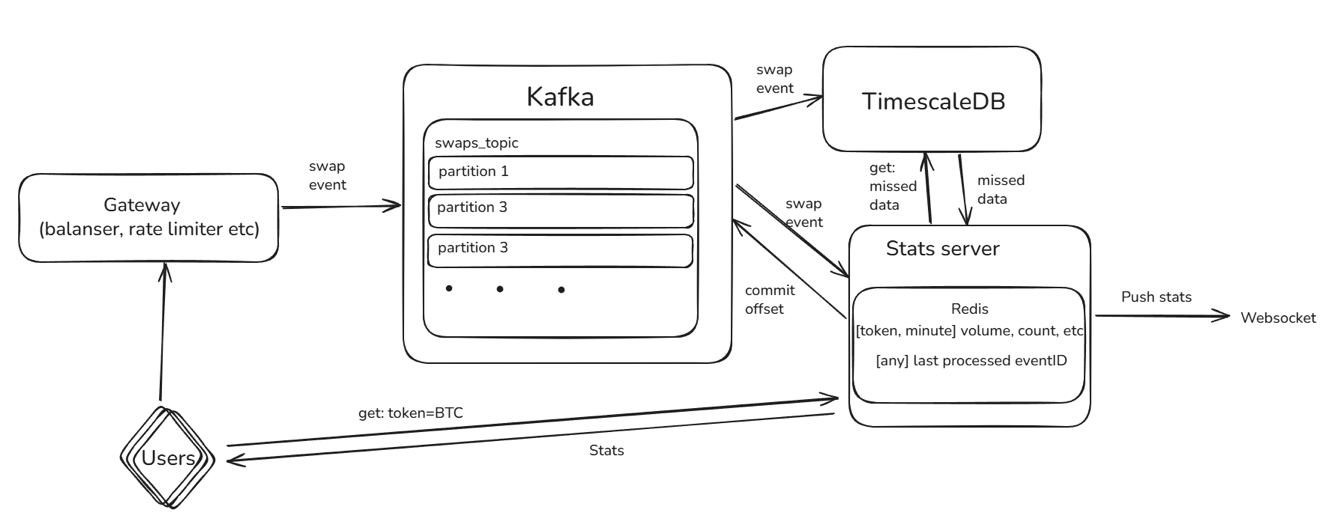 Kafka
swaps_topic
partition 1
partition 3
partition 3
swap
event
Gateway
(balanser, rate limiter etc)
swap
event
TimescaleDB
get:
missed
data
missed
data
swap
event
commit
offset
Stats server
Redis
[token, minute] volume, count, etc
[any] last processed eventID
Push stats
Websocket
get: token=BTC
Stats
Users